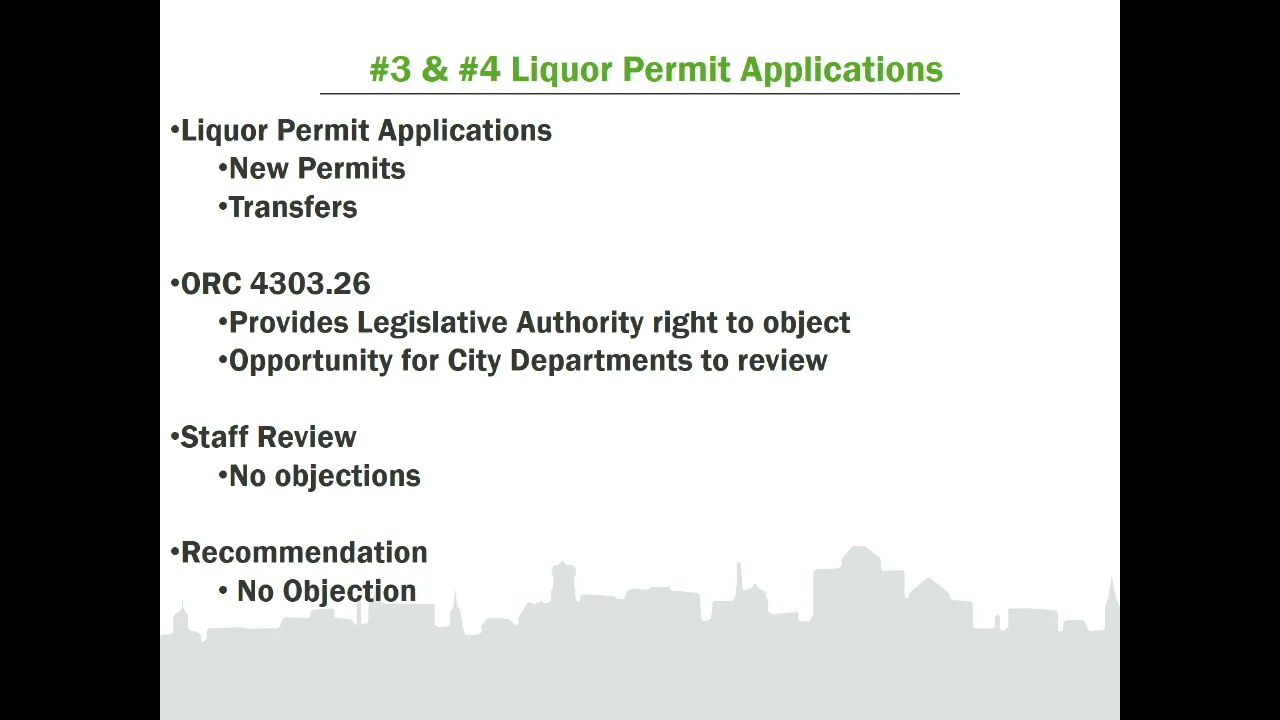 #3 & #4 Liquor Permit Applications
•Liquor Permit Applications
•New Permits
•Transfers
•ORC 4303.26
•Provides Legislative Authority right to object
•Opportunity for City Departments to review
•Staff Review
•No objections
•Recommendation
• No Objection